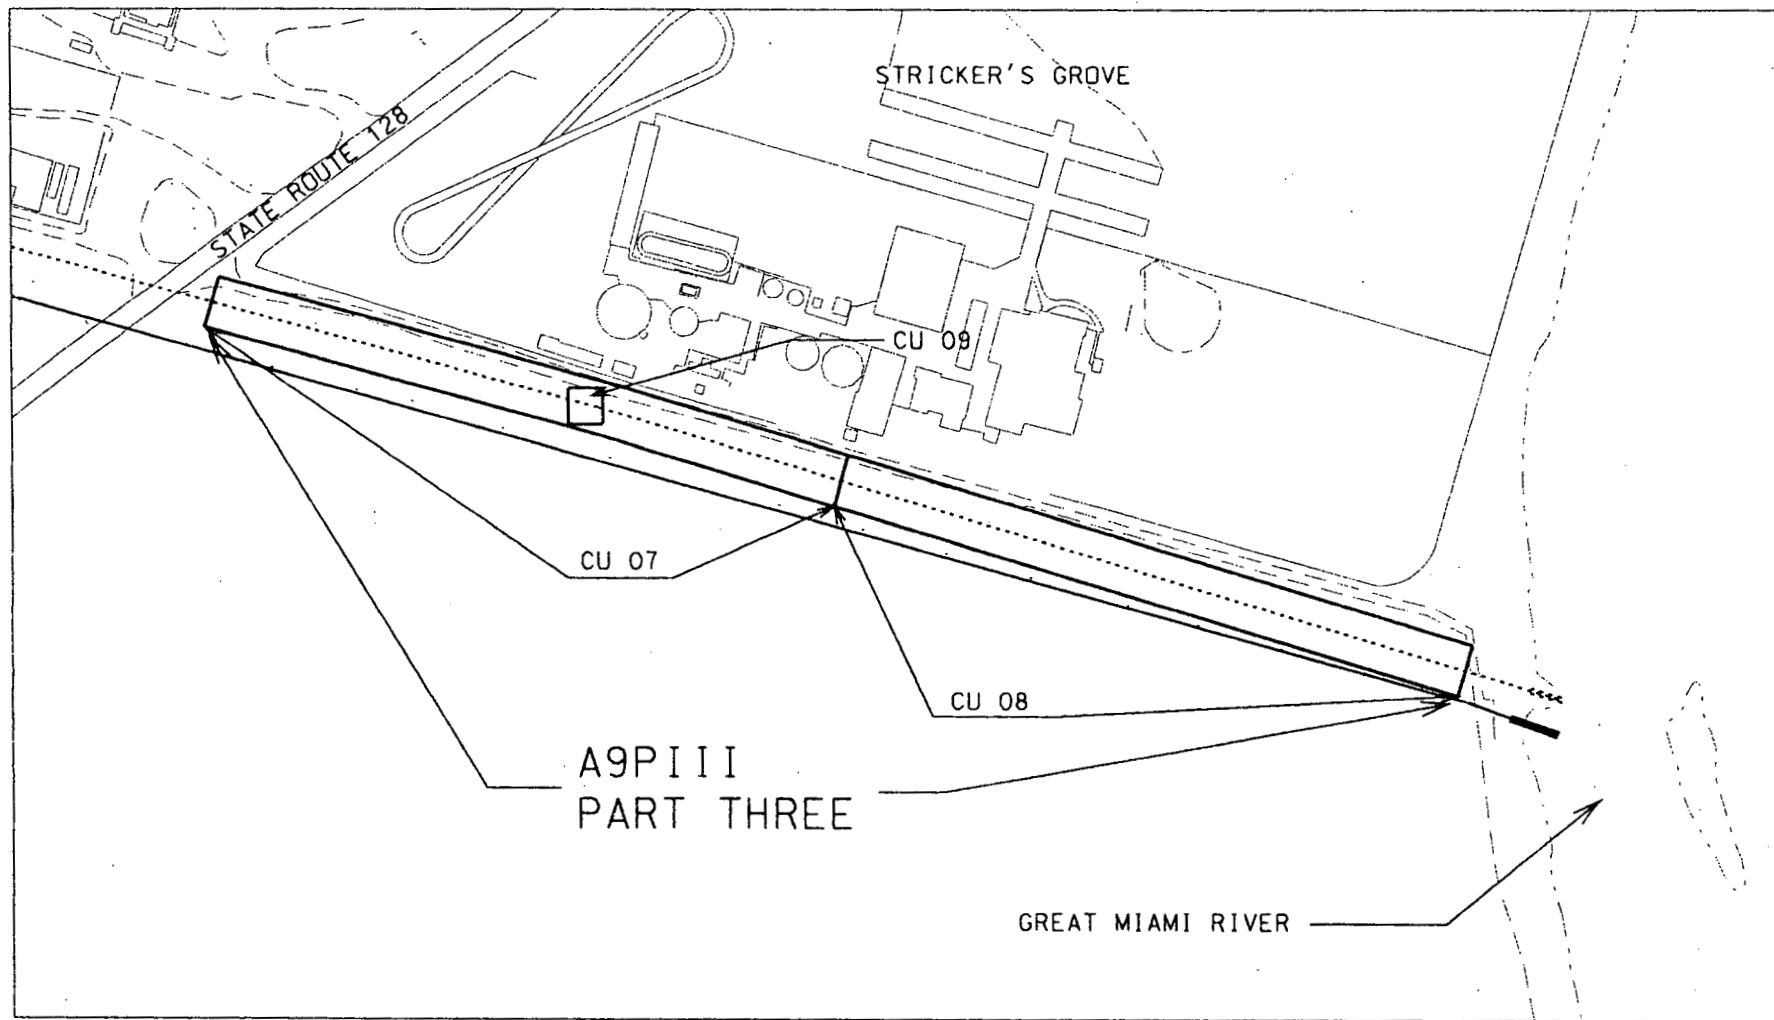 STRICKER'S GROVE
STATE ROUTE 128
CU 09
CU 07
CU 08
A9PIII
PART THREE
GREAT MIAMI RIVER